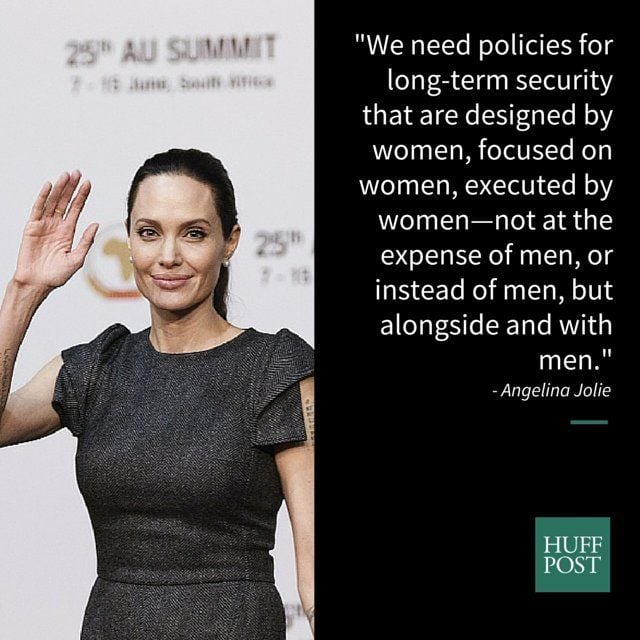 25th AU SUMMIT
7 - 15 June, South Africa
25th
7 - 15
"We need policies for
long-term security
that are designed by
women, focused on
women, executed by
women—not at the
expense of men, or
instead of men, but
alongside and with
men."
- Angelina Jolie
HUFF
POST